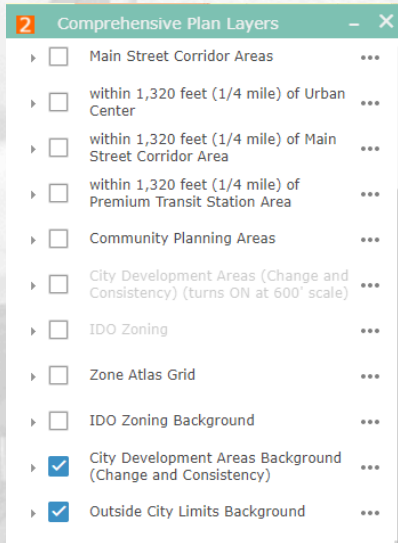 2 Comprehensive Plan Layers
Main Street Corridor Areas
within 1,320 feet (1/4 mile) of Urban
Center
within 1,320 feet (1/4 mile) of Main
Street Corridor Area
within 1,320 feet (1/4 mile) of
Premium Transit Station Area
Community Planning Areas
City Development Areas (Change and
Consistency) (turns ON at 600' scale)
IDO Zoning
Zone Atlas Grid
IDO Zoning Background
City Development Areas Background
(Change and Consistency)
Outside City Limits Background